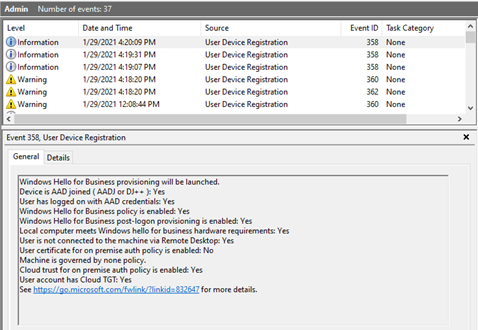 Admin Number of events: 37
Level Date and Time Source Event ID Task Category
Information 1/29/2021 4:20:09 PM User Device Registration 358 None
Information 1/29/2021 4:19:31 PM User Device Registration 358 None
Information 1/29/2021 4:19:07 PM User Device Registration 358 None
Warning 1/29/2021 4:18:20 PM User Device Registration 360 None
Warning 1/29/2021 4:18:20 PM User Device Registration 362 None
Warning 1/29/2021 12:08:44 PM User Device Registration 360 None
Event 358, User Device Registration
General Details
Windows Hello for Business provisioning will be launched.
Device is AAD joined ( AADJ or DJ++ ): Yes
User has logged on with AAD credentials: Yes
Windows Hello for Business policy is enabled: Yes
Windows Hello for Business post-logon provisioning is enabled: Yes
Local computer meets Windows hello for business hardware requirements: Yes
User is not connected to the machine via Remote Desktop: Yes
User certificate for on premise auth policy is enabled: No
Machine is governed by none policy.
Cloud trust for on premise auth policy is enabled: Yes
User account has Cloud TGT: Yes
See https://go.microsoft.com/fwlink/?linkid=832647 for more details.